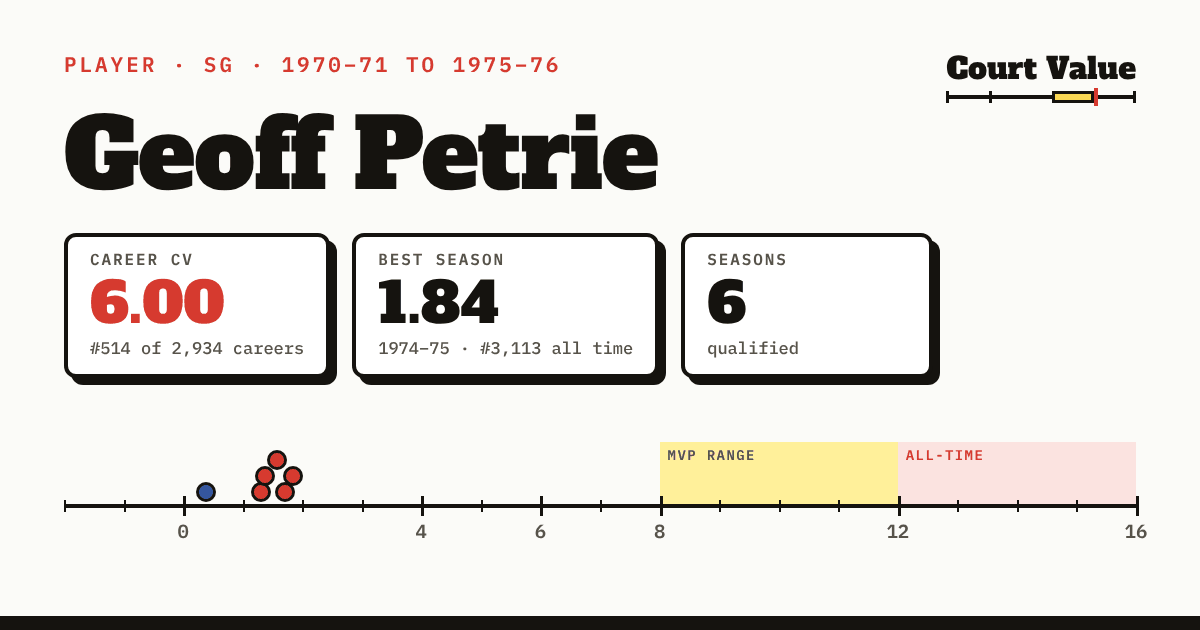 PLAYER · SG · 1970–71 TO 1975–76
Court Value
Geoff Petrie
CAREER CV
6.00
#514 of 2,934 careers
BEST SEASON
1.84
1974–75 · #3,113 all time
SEASONS
6
qualified
MVP RANGE
ALL-TIME
0 4 6 8 12 16